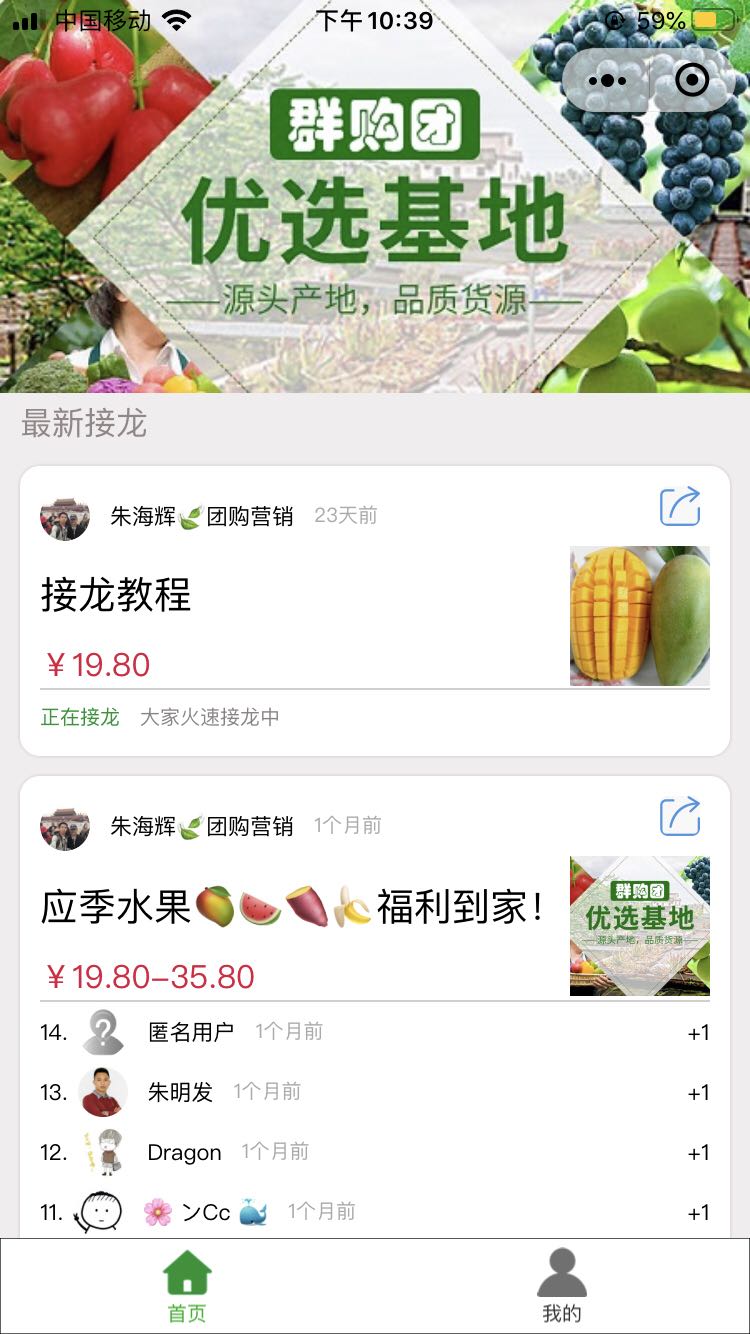 中国移动 下午10:39 59%
群购团
优选基地
源头产地，品质货源
最新接龙
朱海辉🍃团购营销 23天前
接龙教程
¥19.80
正在接龙 大家火速接龙中
朱海辉🍃团购营销 1个月前
应季水果🥭🍉🍠🍌福利到家！
群购团
优选基地
源头产地，品质货源
¥19.80-35.80
14. 匿名用户 1个月前 +1
13. 朱明发 1个月前 +1
12. Dragon 1个月前 +1
11. 🌸 ンCc 🐳 1个月前 +1
首页 我的